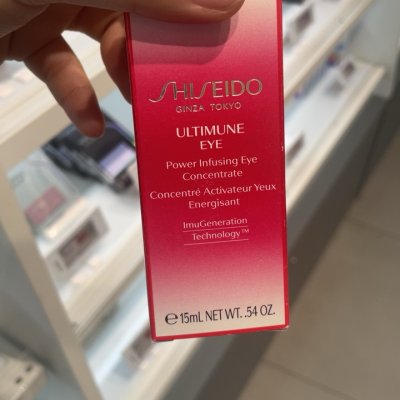 SHISEIDO
GINZA TOKYO
ULTIMUNE
EYE
Power Infusing Eye
Concentrate
Concentré Activateur Yeux
Energisant
ImuGeneration
Technology™
℮ 15mL NET WT. .54 OZ.